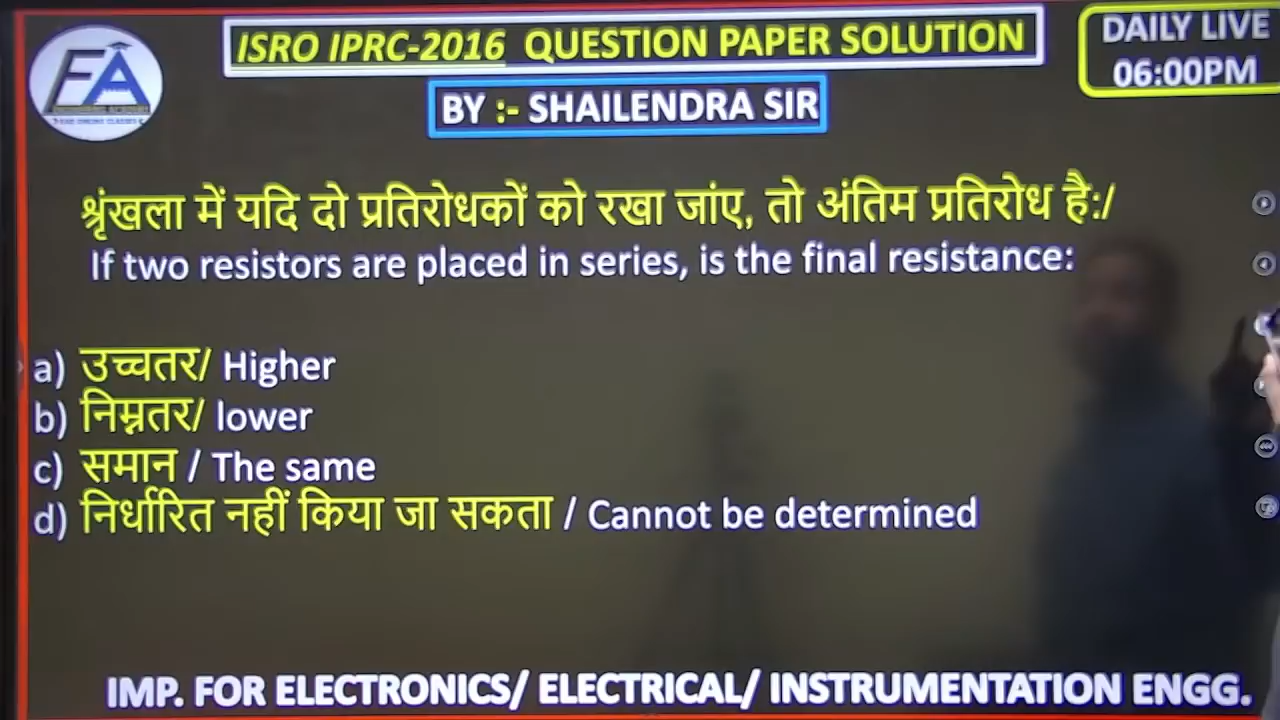 ISRO IPRC-2016 QUESTION PAPER SOLUTION
DAILY LIVE
06:00PM
BY :- SHAILENDRA SIR
FA
श्रृंखला में यदि दो प्रतिरोधकों को रखा जांए, तो अंतिम प्रतिरोध है:/
If two resistors are placed in series, is the final resistance:
a) उच्चतर/ Higher
b) निम्नतर/ lower
c) समान / The same
d) निर्धारित नहीं किया जा सकता / Cannot be determined
IMP. FOR ELECTRONICS/ ELECTRICAL/ INSTRUMENTATION ENGG.